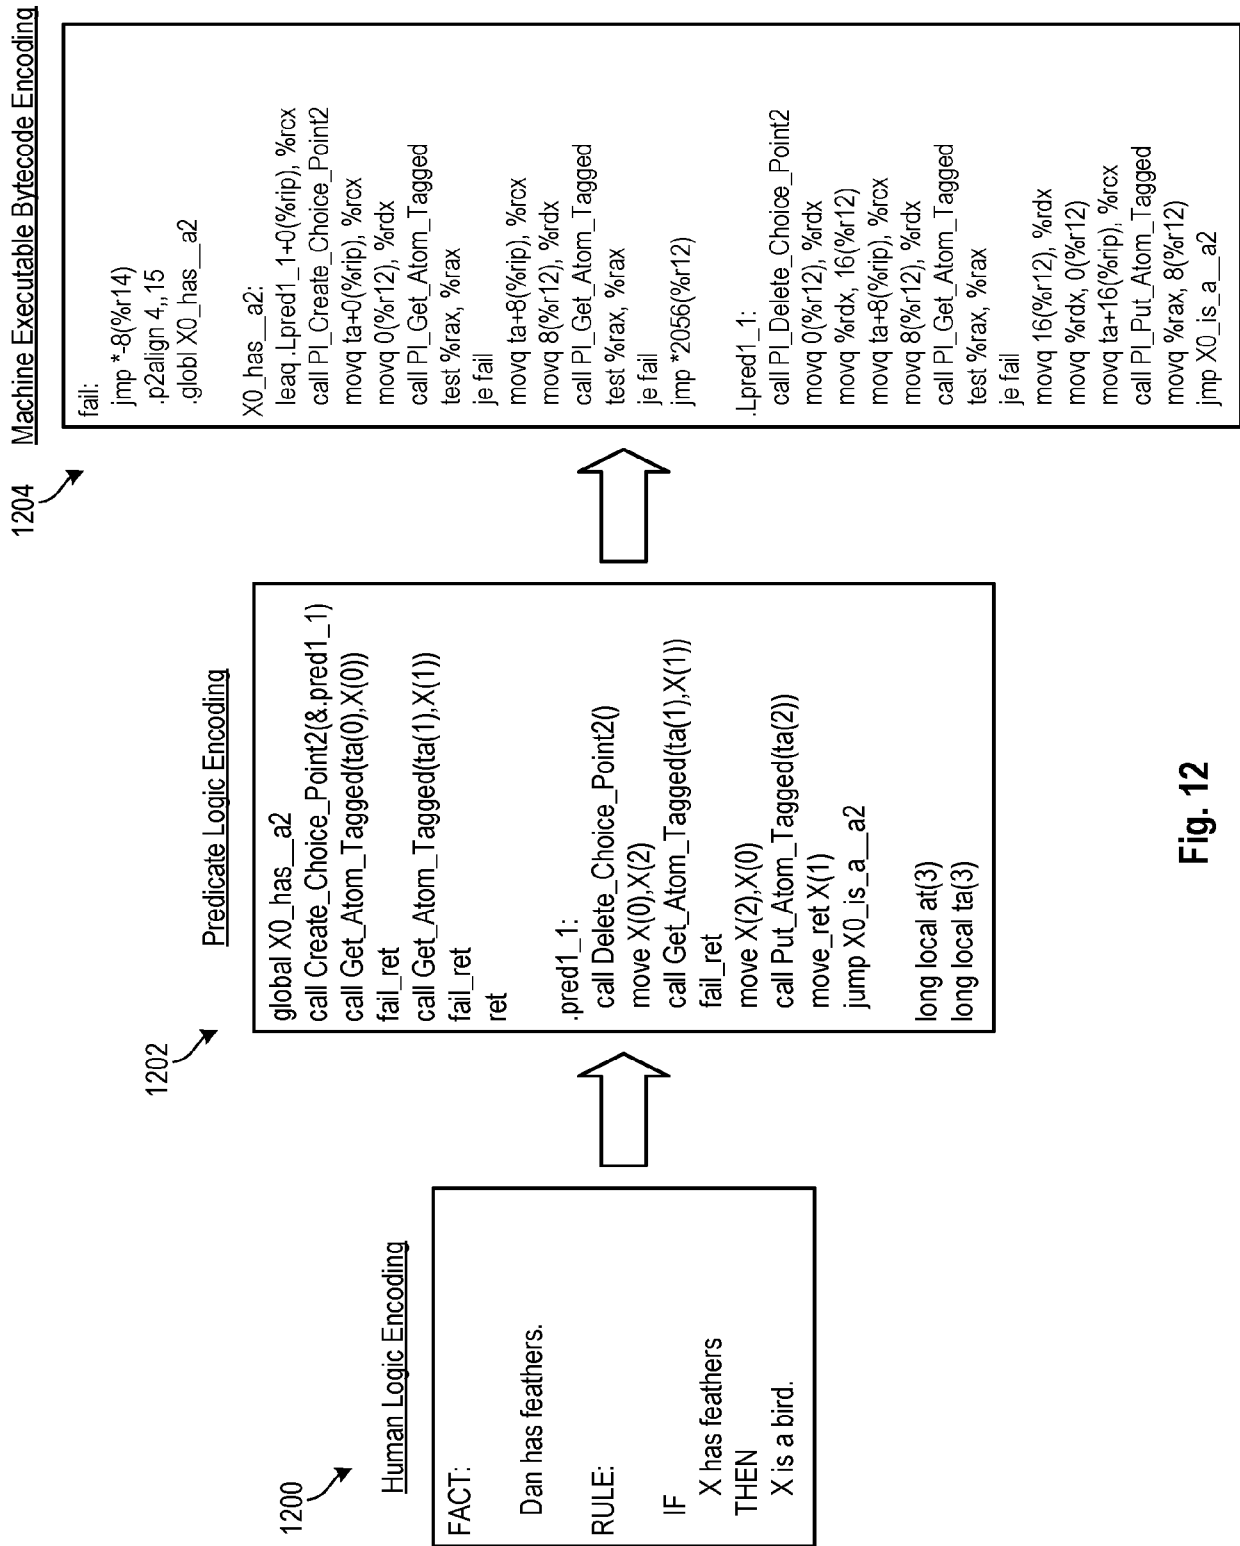 1200
Human Logic Encoding
FACT:
Dan has feathers.
RULE:
IF
X has feathers
THEN
X is a bird.
1202
Predicate Logic Encoding
global X0_has__a2
call Create_Choice_Point2(&.pred1_1)
call Get_Atom_Tagged(ta(0),X(0))
fail_ret
call Get_Atom_Tagged(ta(1),X(1))
fail_ret
ret
.pred1_1:
call Delete_Choice_Point2()
move X(0),X(2)
call Get_Atom_Tagged(ta(1),X(1))
fail_ret
move X(2),X(0)
call Put_Atom_Tagged(ta(2))
move_ret X(1)
jump X0_is_a__a2
long local at(3)
long local ta(3)
1204
Machine Executable Bytecode Encoding
fail:
jmp *-8(%r14)
.p2align 4,,15
.globl X0_has__a2
X0_has__a2:
leaq .Lpred1_1+0(%rip), %rcx
call Pl_Create_Choice_Point2
movq ta+0(%rip), %rcx
movq 0(%r12), %rdx
call Pl_Get_Atom_Tagged
test %rax, %rax
je fail
movq ta+8(%rip), %rcx
movq 8(%r12), %rdx
call Pl_Get_Atom_Tagged
test %rax, %rax
je fail
jmp *2056(%r12)
.Lpred1_1:
call Pl_Delete_Choice_Point2
movq 0(%r12), %rdx
movq %rdx, 16(%r12)
movq ta+8(%rip), %rcx
movq 8(%r12), %rdx
call Pl_Get_Atom_Tagged
test %rax, %rax
je fail
movq 16(%r12), %rdx
movq %rdx, 0(%r12)
movq ta+16(%rip), %rcx
call Pl_Put_Atom_Tagged
movq %rax, 8(%r12)
jmp X0_is_a__a2
Fig. 12